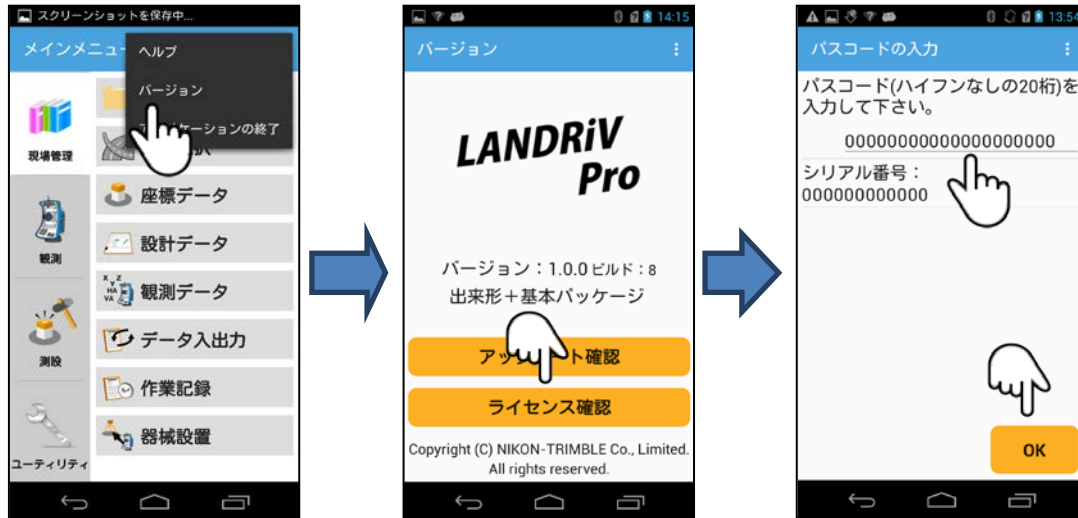 スクリーンショットを保存中...
メインメニュー
ヘルプ
バージョン
ケーションの終了
現場管理
観測
測設
ユーティリティ
座標データ
設計データ
観測データ
データ入出力
作業記録
器械設置
14:15
バージョン
LANDRiV
Pro
バージョン：1.0.0 ビルド：8
出来形＋基本パッケージ
アップ ト確認
ライセンス確認
Copyright (C) NIKON-TRIMBLE Co., Limited.
All rights reserved.
13:54
パスコードの入力
パスコード(ハイフンなしの20桁)を
入力して下さい。
00000000000000000000
シリアル番号：
000000000000
OK